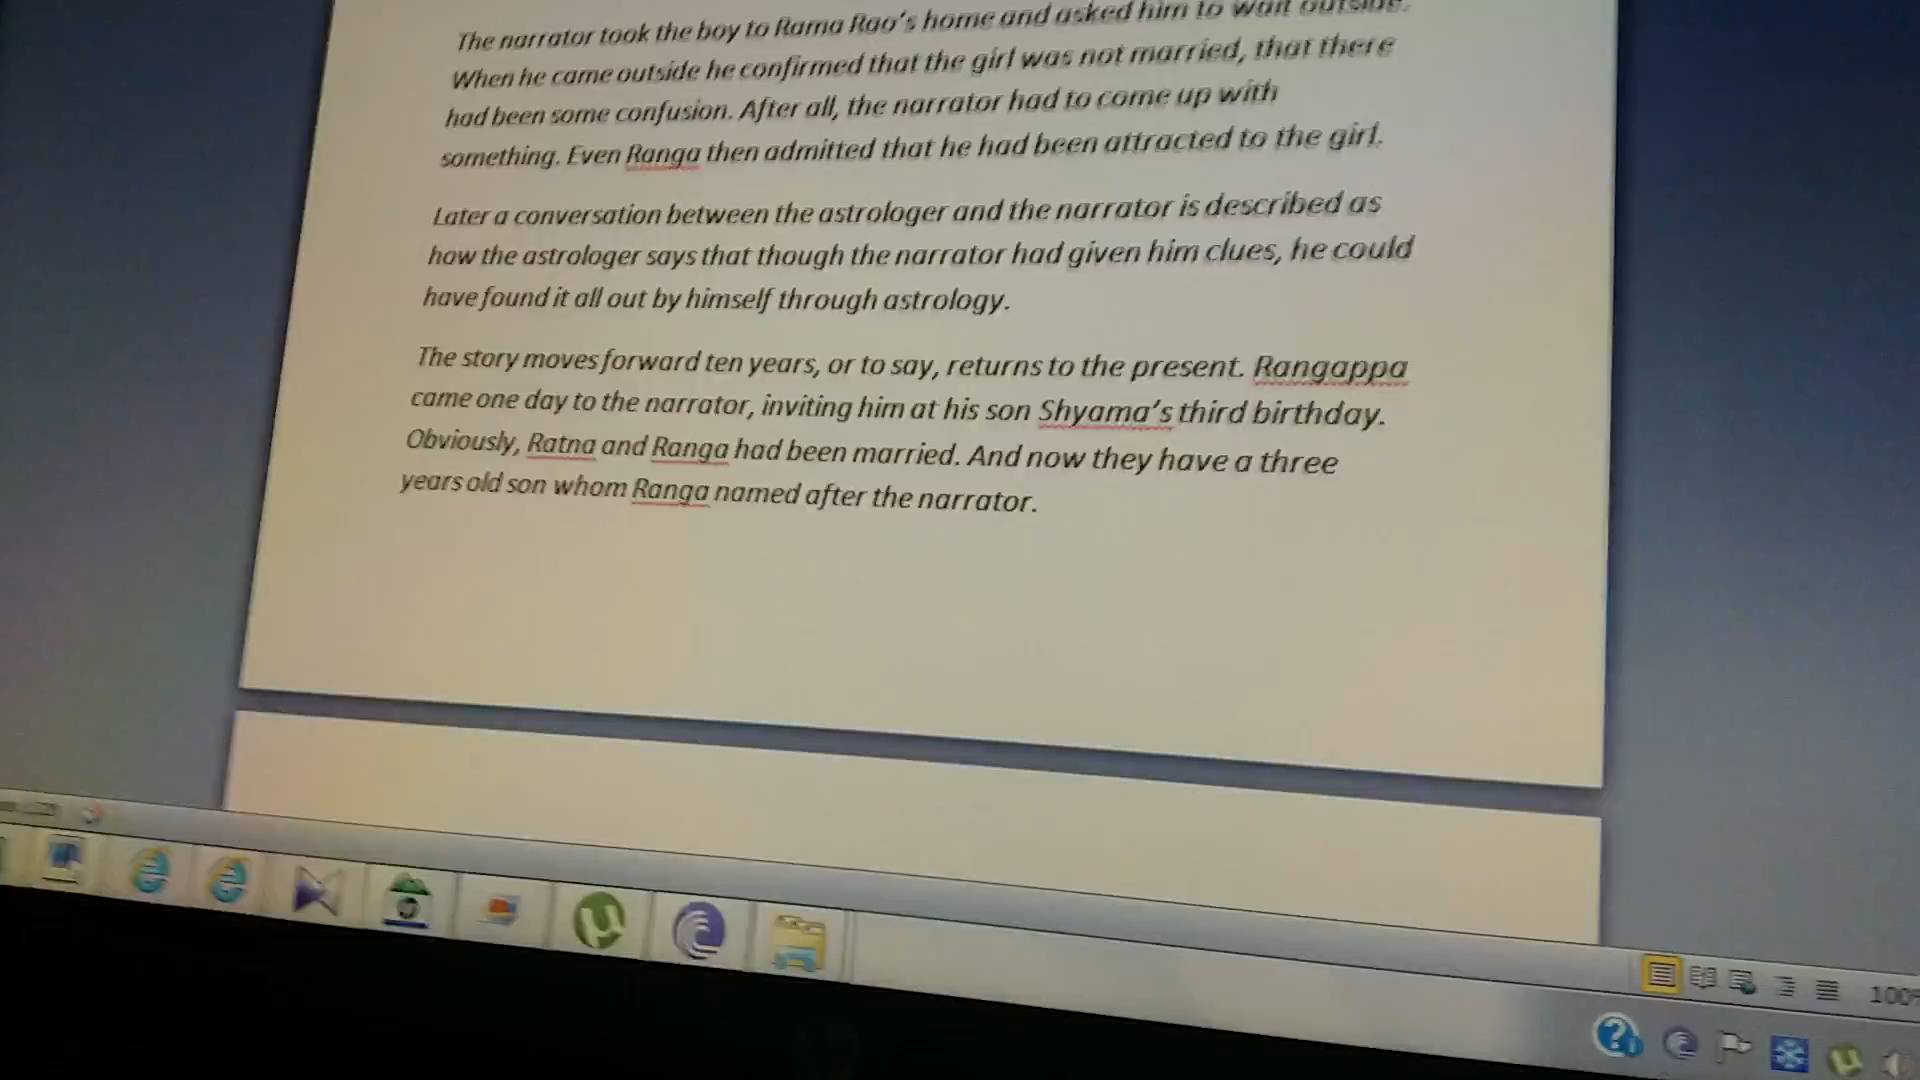 The narrator took the boy to Rama Rao's home and asked him to wait outside.
When he came outside he confirmed that the girl was not married, that there
had been some confusion. After all, the narrator had to come up with
something. Even Ranga then admitted that he had been attracted to the girl.
Later a conversation between the astrologer and the narrator is described as
how the astrologer says that though the narrator had given him clues, he could
have found it all out by himself through astrology.
The story moves forward ten years, or to say, returns to the present. Rangappa
came one day to the narrator, inviting him at his son Shyama's third birthday.
Obviously, Ratna and Ranga had been married. And now they have a three
years old son whom Ranga named after the narrator.
100%